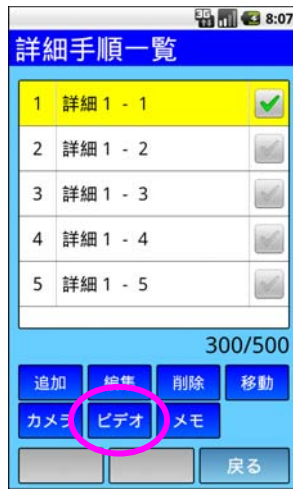 3G 8:07
詳細手順一覧
1 詳細1 - 1
2 詳細1 - 2
3 詳細1 - 3
4 詳細1 - 4
5 詳細1 - 5
300/500
追加 編集 削除 移動
カメラ ビデオ メモ
戻る